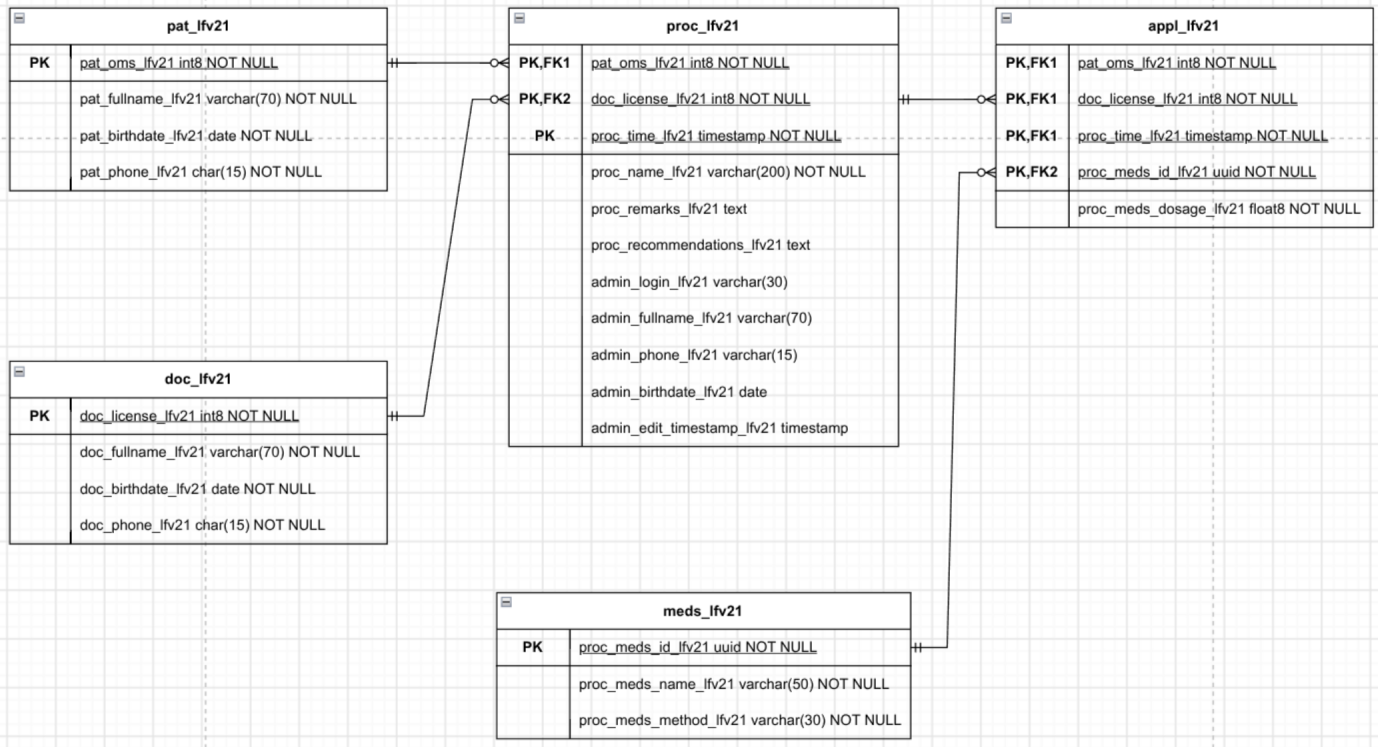 pat_lfv21
PK pat_oms_lfv21 int8 NOT NULL
pat_fullname_lfv21 varchar(70) NOT NULL
pat_birthdate_lfv21 date NOT NULL
pat_phone_lfv21 char(15) NOT NULL
proc_lfv21
PK,FK1 pat_oms_lfv21 int8 NOT NULL
PK,FK2 doc_license_lfv21 int8 NOT NULL
PK proc_time_lfv21 timestamp NOT NULL
proc_name_lfv21 varchar(200) NOT NULL
proc_remarks_lfv21 text
proc_recommendations_lfv21 text
admin_login_lfv21 varchar(30)
admin_fullname_lfv21 varchar(70)
admin_phone_lfv21 varchar(15)
admin_birthdate_lfv21 date
admin_edit_timestamp_lfv21 timestamp
appl_lfv21
PK,FK1 pat_oms_lfv21 int8 NOT NULL
PK,FK1 doc_license_lfv21 int8 NOT NULL
PK,FK1 proc_time_lfv21 timestamp NOT NULL
PK,FK2 proc_meds_id_lfv21 uuid NOT NULL
proc_meds_dosage_lfv21 float8 NOT NULL
doc_lfv21
PK doc_license_lfv21 int8 NOT NULL
doc_fullname_lfv21 varchar(70) NOT NULL
doc_birthdate_lfv21 date NOT NULL
doc_phone_lfv21 char(15) NOT NULL
meds_lfv21
PK proc_meds_id_lfv21 uuid NOT NULL
proc_meds_name_lfv21 varchar(50) NOT NULL
proc_meds_method_lfv21 varchar(30) NOT NULL